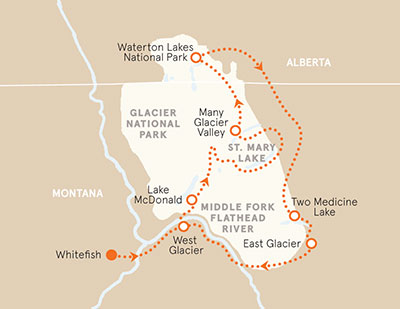 Waterton Lakes
National Park
ALBERTA
GLACIER
NATIONAL
PARK
Many
Glacier
Valley
ST. MARY
LAKE
MONTANA
Lake
McDonald
MIDDLE FORK
FLATHEAD
RIVER
Two Medicine
Lake
West
Glacier
East Glacier
Whitefish